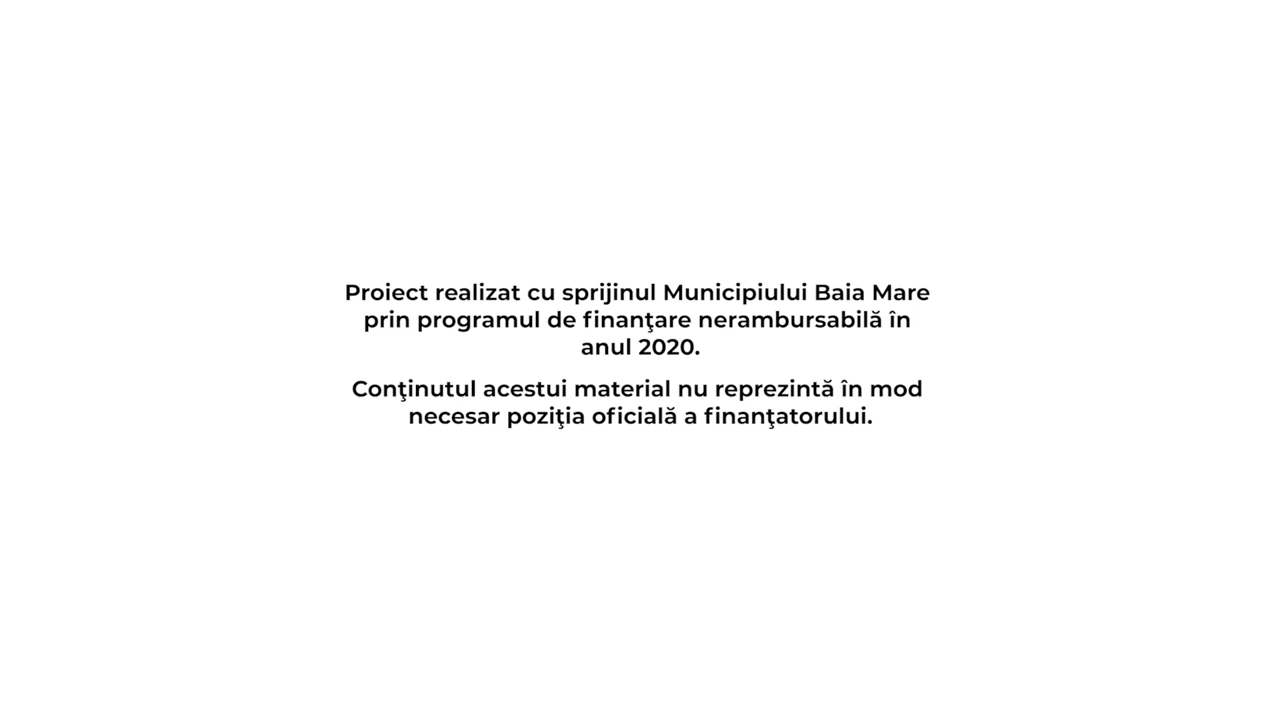 Proiect realizat cu sprijinul Municipiului Baia Mare
prin programul de finanţare nerambursabilă în
anul 2020.
Conţinutul acestui material nu reprezintă în mod
necesar poziţia oficială a finanţatorului.